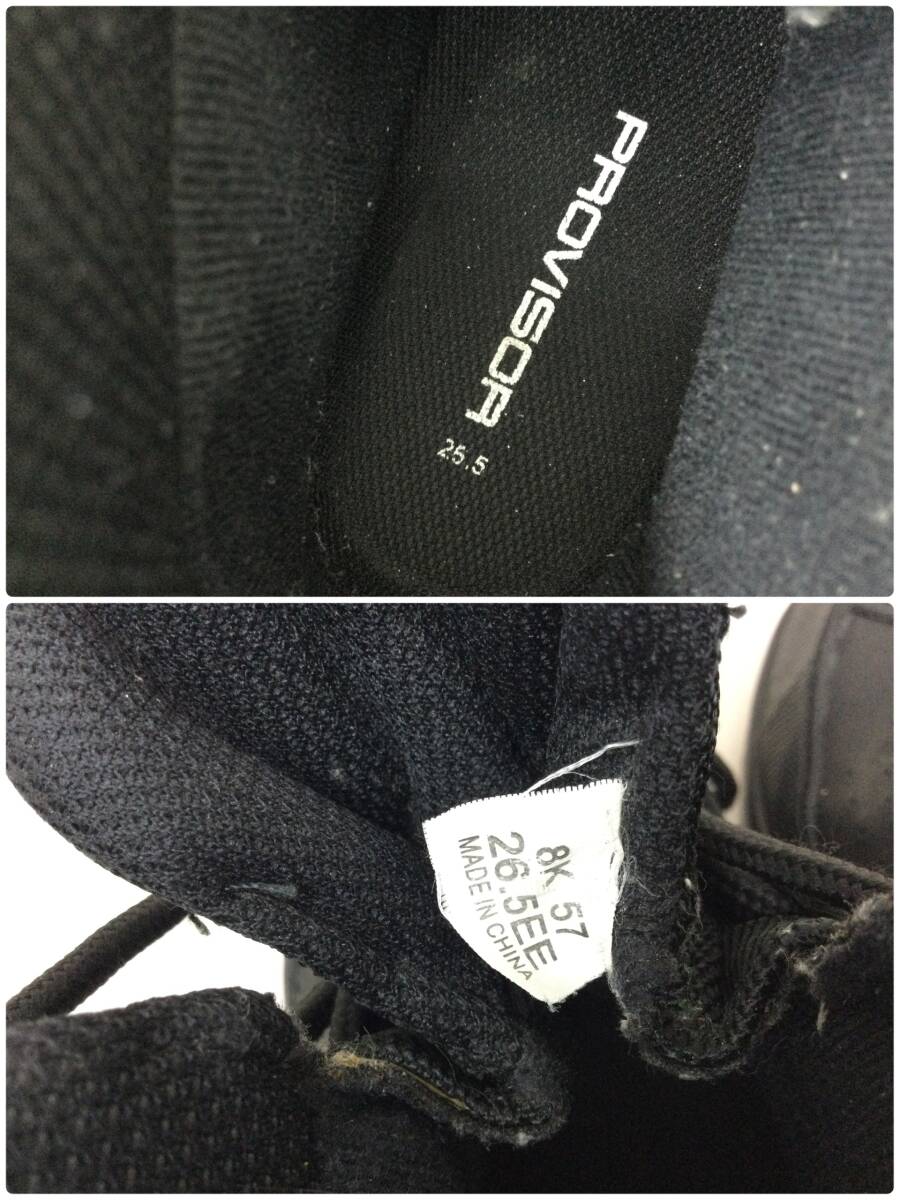 PROVISOR
25.5
8K 57
26.5EE
MADE IN CHINA